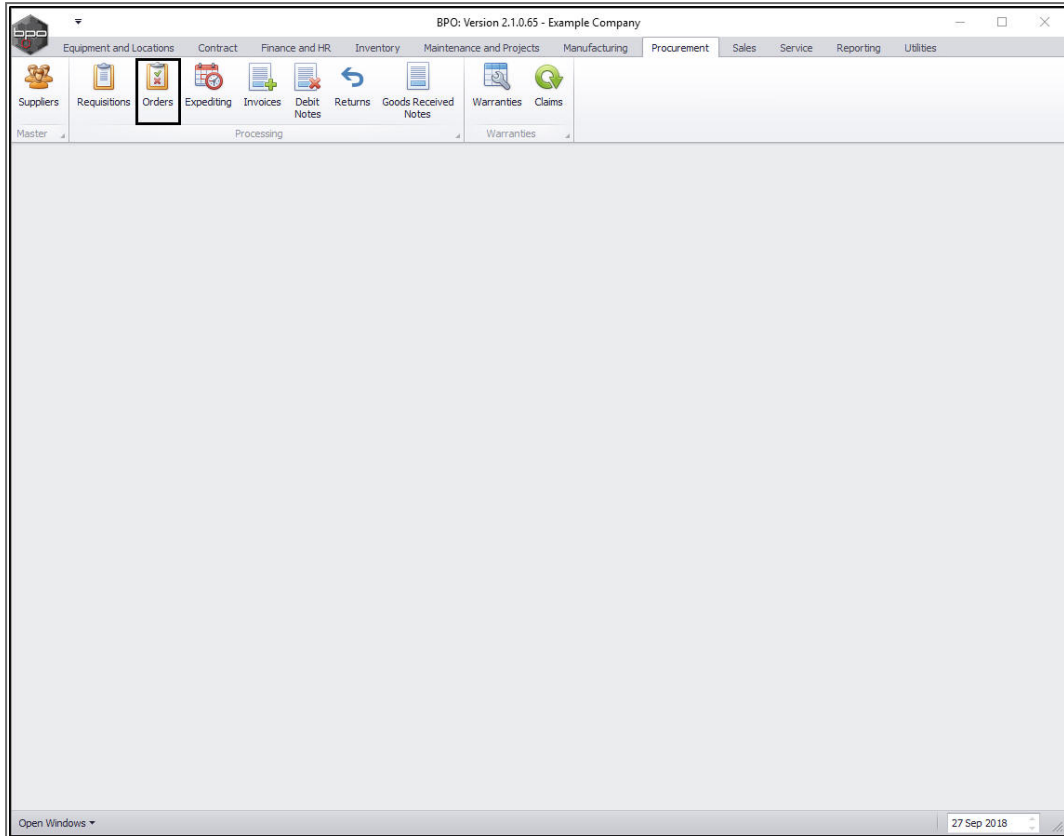 BPO: Version 2.1.0.65 - Example Company
bpo
Equipment and Locations Contract Finance and HR Inventory Maintenance and Projects Manufacturing Procurement Sales Service Reporting Utilities
Suppliers Requisitions Orders Expediting Invoices Debit Notes Returns Goods Received Notes Warranties Claims
Master Processing Warranties
Open Windows 27 Sep 2018